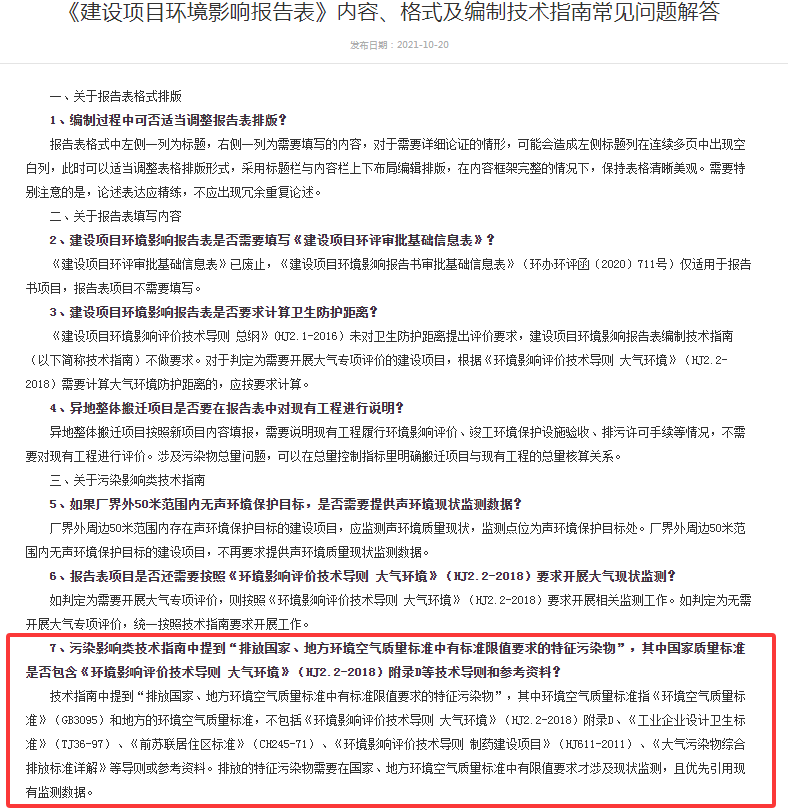 《建设项目环境影响报告表》内容、格式及编制技术指南常见问题解答
发布日期：2021-10-20
一、关于报告表格式排版
1、编制过程中可否适当调整报告表排版？
报告表格式中左侧一列为标题，右侧一列为需要填写的内容，对于需要详细论证的情形，可能会造成左侧标题列在连续多页中出现空
白列，此时可以适当调整表格排版形式，采用标题栏与内容栏上下布局编辑排版，在内容框架完整的情况下，保持表格清晰美观。需要特
别注意的是，论述表达应精练，不应出现冗余重复论述。
二、关于报告表填写内容
2、建设项目环境影响报告表是否需要填写《建设项目环评审批基础信息表》？
《建设项目环评审批基础信息表》已废止，《建设项目环境影响报告书审批基础信息表》（环办环评函（2020）711号）仅适用于报告
书项目，报告表项目不需要填写。
3、建设项目环境影响报告表是否要求计算卫生防护距离？
《建设项目环境影响评价技术导则 总纲》(HJ2.1-2016）未对卫生防护距离提出评价要求，建设项目环境影响报告表编制技术指南
（以下简称技术指南）不做要求。对于判定为需要开展大气专项评价的建设项目，根据《环境影响评价技术导则 大气环境》（HJ2.2-
2018）需要计算大气环境防护距离的，应按要求计算。
4、异地整体搬迁项目是否要在报告表中对现有工程进行说明？
异地整体搬迁项目按照新项目内容填报，需要说明现有工程履行环境影响评价、竣工环境保护设施验收、排污许可手续等情况，不需
要对现有工程进行评价。涉及污染物总量问题，可以在总量控制指标里明确搬迁项目与现有工程的总量核算关系。
三、关于污染影响类技术指南
5、如果厂界外50米范围内无声环境保护目标，是否需要提供声环境现状监测数据？
厂界外周边50米范围内存在声环境保护目标的建设项目，应监测声环境质量现状，监测点位为声环境保护目标处。厂界外周边50米范
围内无声环境保护目标的建设项目，不再要求提供声环境质量现状监测数据。
6、报告表项目是否还需要按照《环境影响评价技术导则 大气环境》（HJ2.2-2018）要求开展大气现状监测？
如判定为需要开展大气专项评价，则按照《环境影响评价技术导则 大气环境》（HJ2.2-2018）要求开展相关监测工作。如判定为无需
开展大气专项评价，统一按照技术指南要求开展工作。
7、污染影响类技术指南中提到“排放国家、地方环境空气质量标准中有标准限值要求的特征污染物”，其中国家质量标准
是否包含《环境影响评价技术导则 大气环境》（HJ2.2-2018）附录D等技术导则和参考资料？
技术指南中提到“排放国家、地方环境空气质量标准中有标准限值要求的特征污染物”，其中环境空气质量标准指《环境空气质量标
准》（GB3095）和地方的环境空气质量标准，不包括《环境影响评价技术导则 大气环境》（HJ2.2-2018）附录D、《工业企业设计卫生标
准》（TJ36-97）、《前苏联居住区标准》（CH245-71）、《环境影响评价技术导则 制药建设项目》（HJ611-2011）、《大气污染物综合
排放标准详解》等导则或参考资料。排放的特征污染物需要在国家、地方环境空气质量标准中有限值要求才涉及现状监测，且优先引用现
有监测数据。